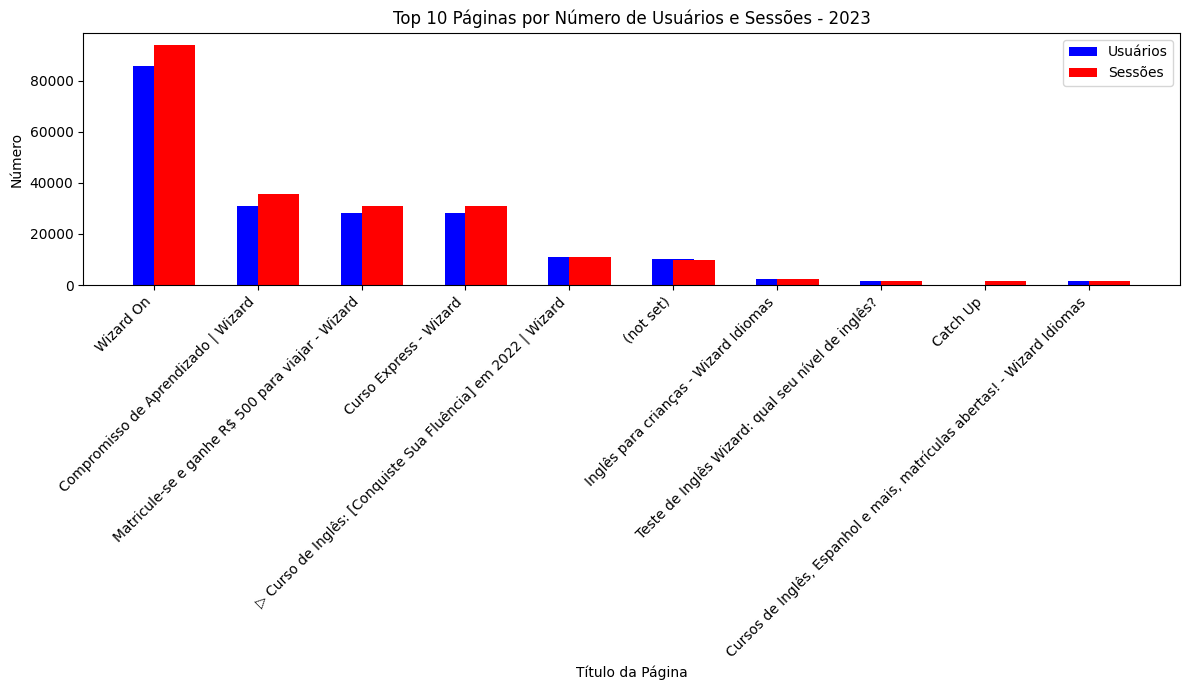 Top 10 Páginas por Número de Usuários e Sessões - 2023
Usuários
Sessões
Número
80000
60000
40000
20000
0
Wizard On
Compromisso de Aprendizado | Wizard
Matricule-se e ganhe R$ 500 para viajar - Wizard
Curso Express - Wizard
▷ Curso de Inglês: [Conquiste Sua Fluência] em 2022 | Wizard
(not set)
Inglês para crianças - Wizard Idiomas
Teste de Inglês Wizard: qual seu nível de inglês?
Catch Up
Cursos de Inglês, Espanhol e mais, matrículas abertas! - Wizard Idiomas
Título da Página